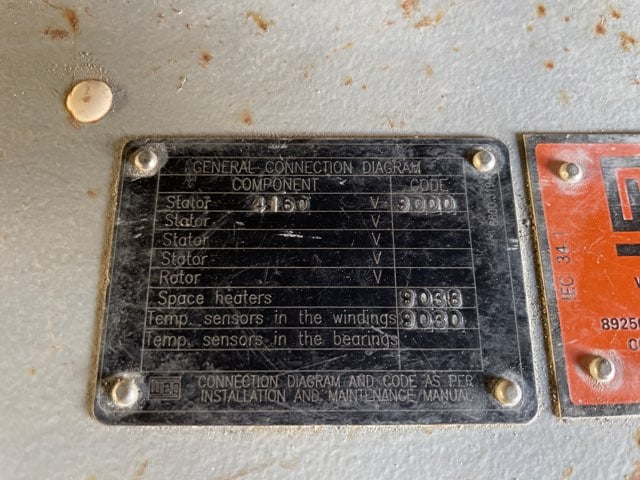 GENERAL CONNECTION DIAGRAM
COMPONENT CODE
Stator 4160 V
Stator V
Stator V
Stator V
Rotor V
Space heaters 9038
Temp. sensors in the windings 9030
Temp. sensors in the bearings
weg CONNECTION DIAGRAM AND CODE AS PER
INSTALLATION AND MAINTENANCE MANUAL
IEC 34-1